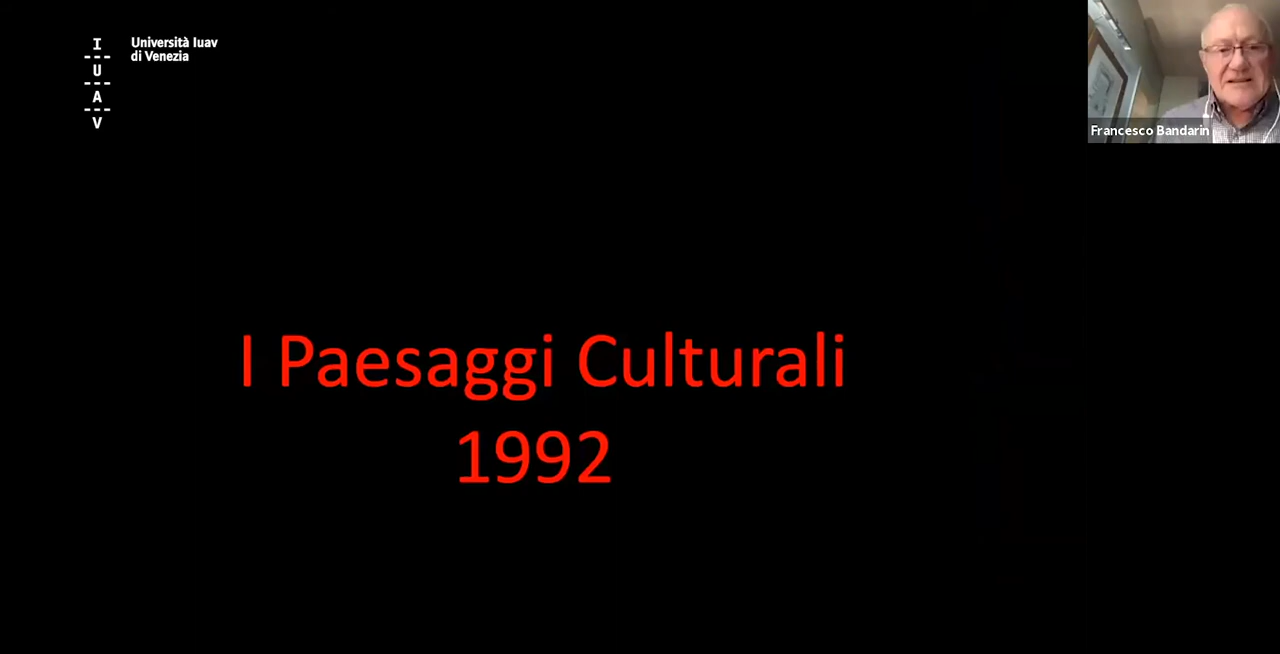 I
U
A
V
Università Iuav
di Venezia
Francesco Bandarin
I Paesaggi Culturali
1992